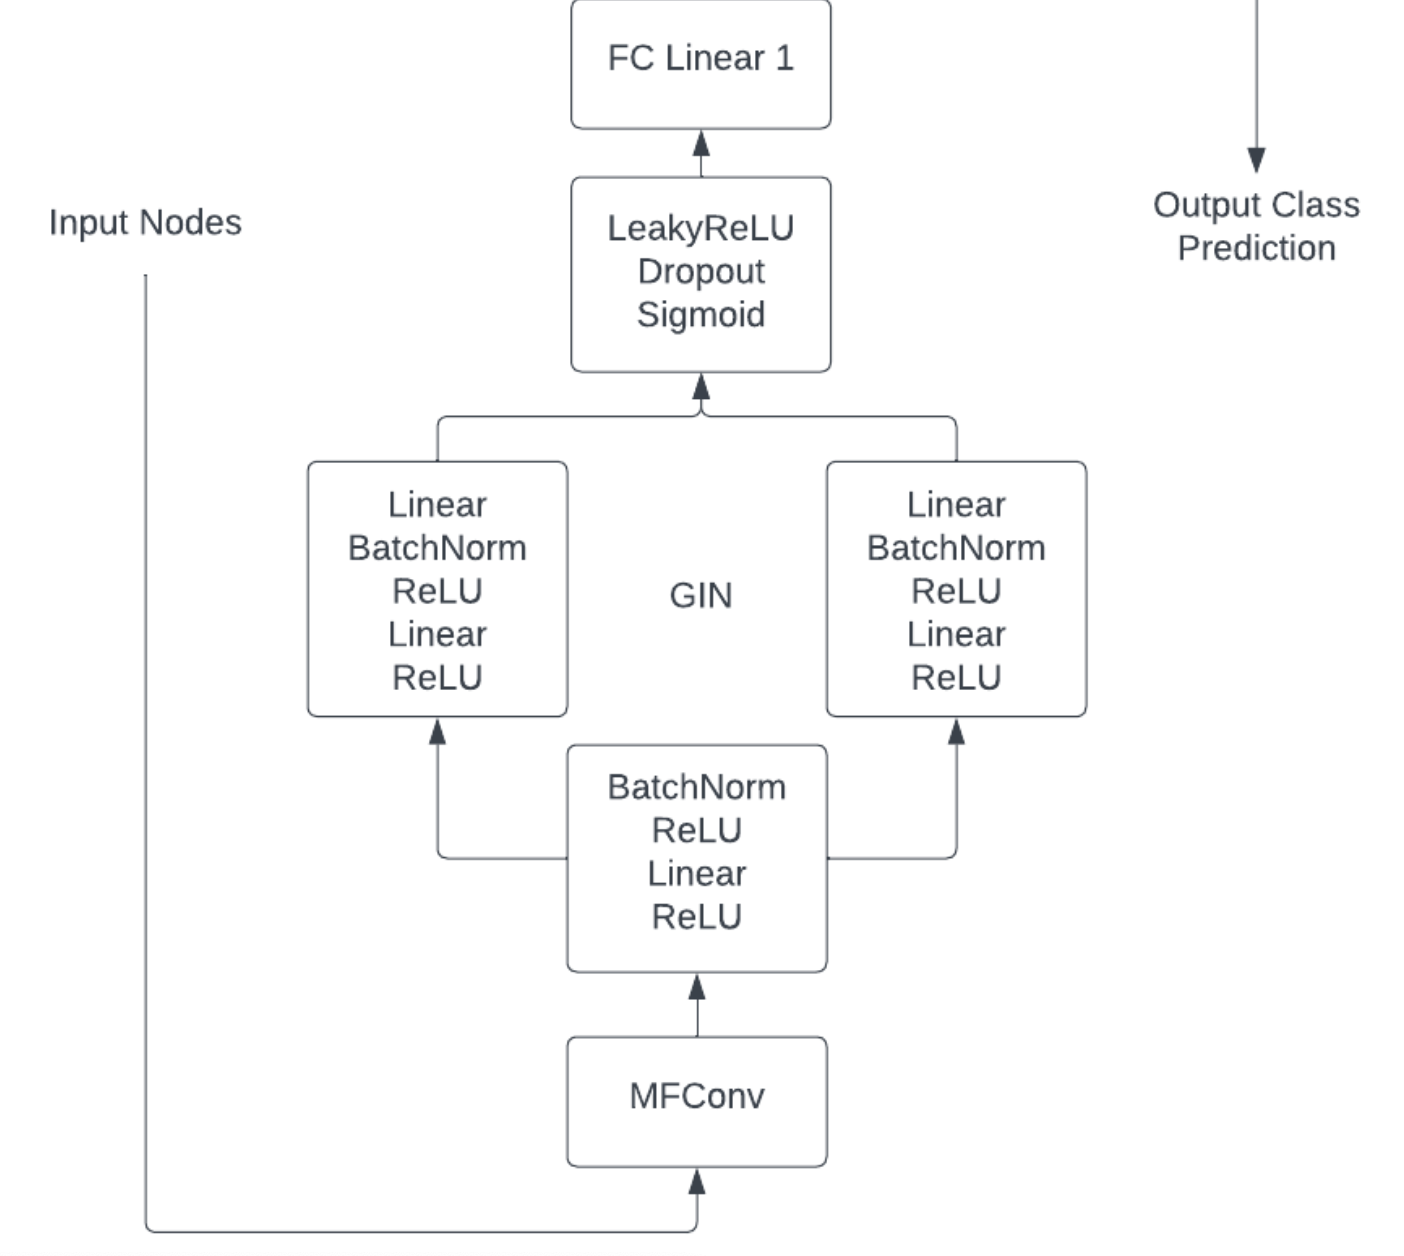 FC Linear 1
Input Nodes
LeakyReLU
Dropout
Sigmoid
Output Class
Prediction
Linear
BatchNorm
ReLU
Linear
ReLU
GIN
Linear
BatchNorm
ReLU
Linear
ReLU
BatchNorm
ReLU
Linear
ReLU
MFConv